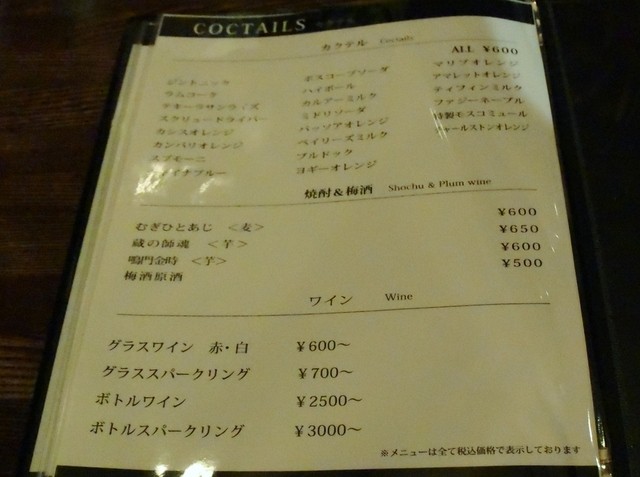 COCTAILS カクテル
カクテル Coctails
ALL ¥600
ジントニック
ラムコーク
テキーラサンライズ
スクリュードライバー
カシスオレンジ
カンパリオレンジ
スプモーニ
チャイナブルー
ボスコープソーダ
ハイボール
カルアーミルク
ミドリソーダ
パッソアオレンジ
ベイリーズミルク
ブルドック
ヨギーオレンジ
マリブオレンジ
アマレットオレンジ
ティフィンミルク
ファジーネーブル
特製モスコミュール
チャールストンオレンジ
焼酎&梅酒 Shochu & Plum wine
むぎひとあじ <麦> ¥600
蔵の師魂 <芋> ¥650
鳴門金時 <芋> ¥600
梅酒原酒 ¥500
ワイン Wine
グラスワイン 赤・白 ¥600〜
グラススパークリング ¥700〜
ボトルワイン ¥2500〜
ボトルスパークリング ¥3000〜
※メニューは全て税込価格で表示しております